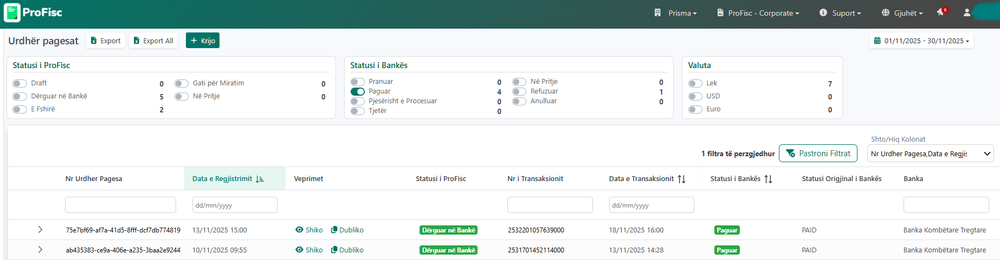 ProFisc
Prisma
ProFisc - Corporate
Suport
Gjuhët
6
Urdhër pagesat
Export
Export All
+ Krijo
01/11/2025 - 30/11/2025
Statusi i ProFisc
Draft 0
Gati për Miratim 0
Dërguar në Bankë 5
Në Pritje 0
E Fshirë 2
Statusi i Bankës
Pranuar 0
Në Pritje 0
Paguar 4
Refuzuar 1
Pjesërisht e Procesuar 0
Anulluar 0
Tjetër 0
Valuta
Lek 7
USD 0
Euro 0
Shto/Hiq Kolonat
1 filtra të perzgjedhur
Pastroni Filtrat
Nr Urdher Pagesa,Data e Regjis
Nr Urdher Pagesa Data e Regjistrimit Veprimet Statusi i ProFisc Nr i Transaksionit Data e Transaksionit Statusi i Bankës Statusi Origjinal i Bankës Banka
dd/mm/yyyy dd/mm/yyyy
75e7bf69-af7a-41d5-8fff-dcf7db774819 13/11/2025 15:00 Shiko Dubliko Dërguar në Bankë 2532201057639000 18/11/2025 16:00 Paguar PAID Banka Kombëtare Tregtare
ab435383-ce9a-406e-a235-3baa2e9244 10/11/2025 09:55 Shiko Dubliko Dërguar në Bankë 2531701452114000 13/11/2025 14:28 Paguar PAID Banka Kombëtare Tregtare